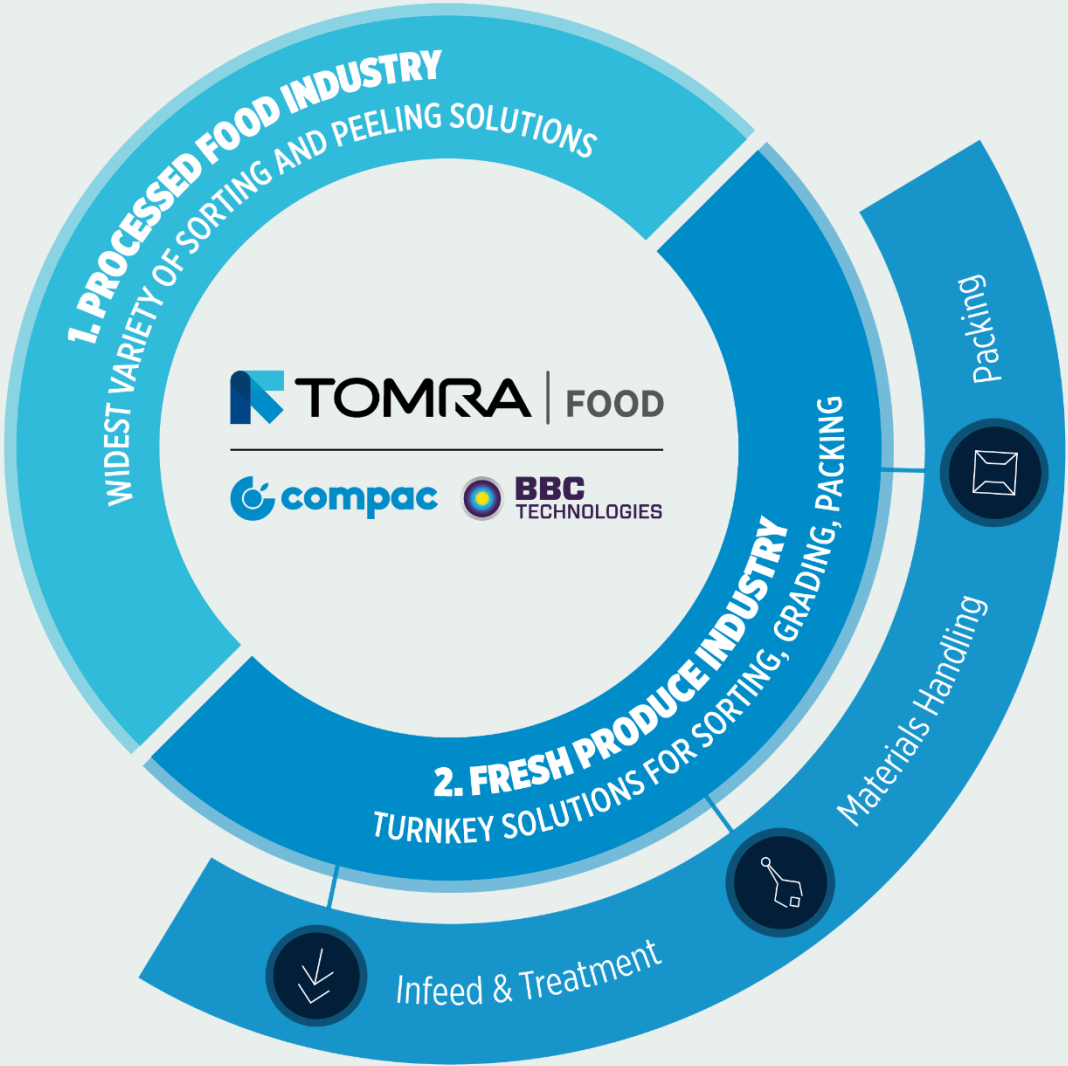 1. PROCESSED FOOD INDUSTRY
WIDEST VARIETY OF SORTING AND PEELING SOLUTIONS
TOMRA | FOOD
compac
BBC
TECHNOLOGIES
2. FRESH PRODUCE INDUSTRY
TURNKEY SOLUTIONS FOR SORTING, GRADING, PACKING
Packing
Materials Handling
Infeed & Treatment